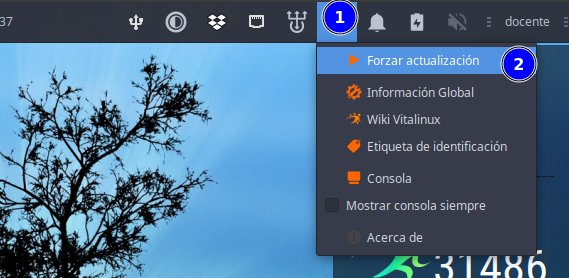 37
1
docente
Forzar actualización
2
Información Global
Wiki Vitalinux
Etiqueta de identificación
Consola
Mostrar consola siempre
Acerca de
31486